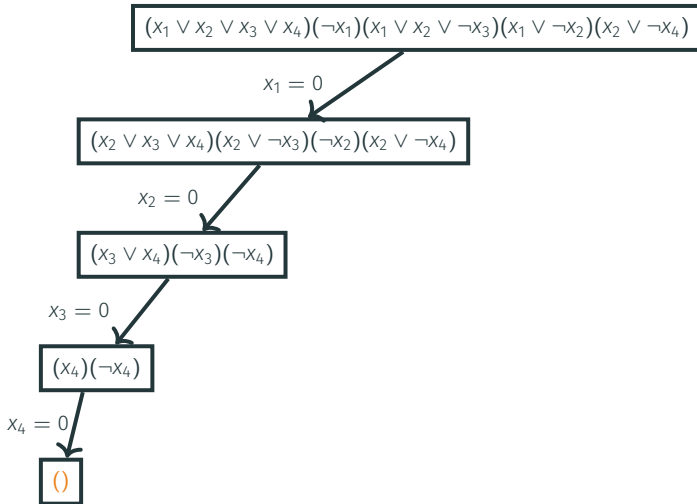 (x₁ ∨ x₂ ∨ x₃ ∨ x₄)(¬x₁)(x₁ ∨ x₂ ∨ ¬x₃)(x₁ ∨ ¬x₂)(x₂ ∨ ¬x₄)
x₁ = 0
(x₂ ∨ x₃ ∨ x₄)(x₂ ∨ ¬x₃)(¬x₂)(x₂ ∨ ¬x₄)
x₂ = 0
(x₃ ∨ x₄)(¬x₃)(¬x₄)
x₃ = 0
(x₄)(¬x₄)
x₄ = 0
()